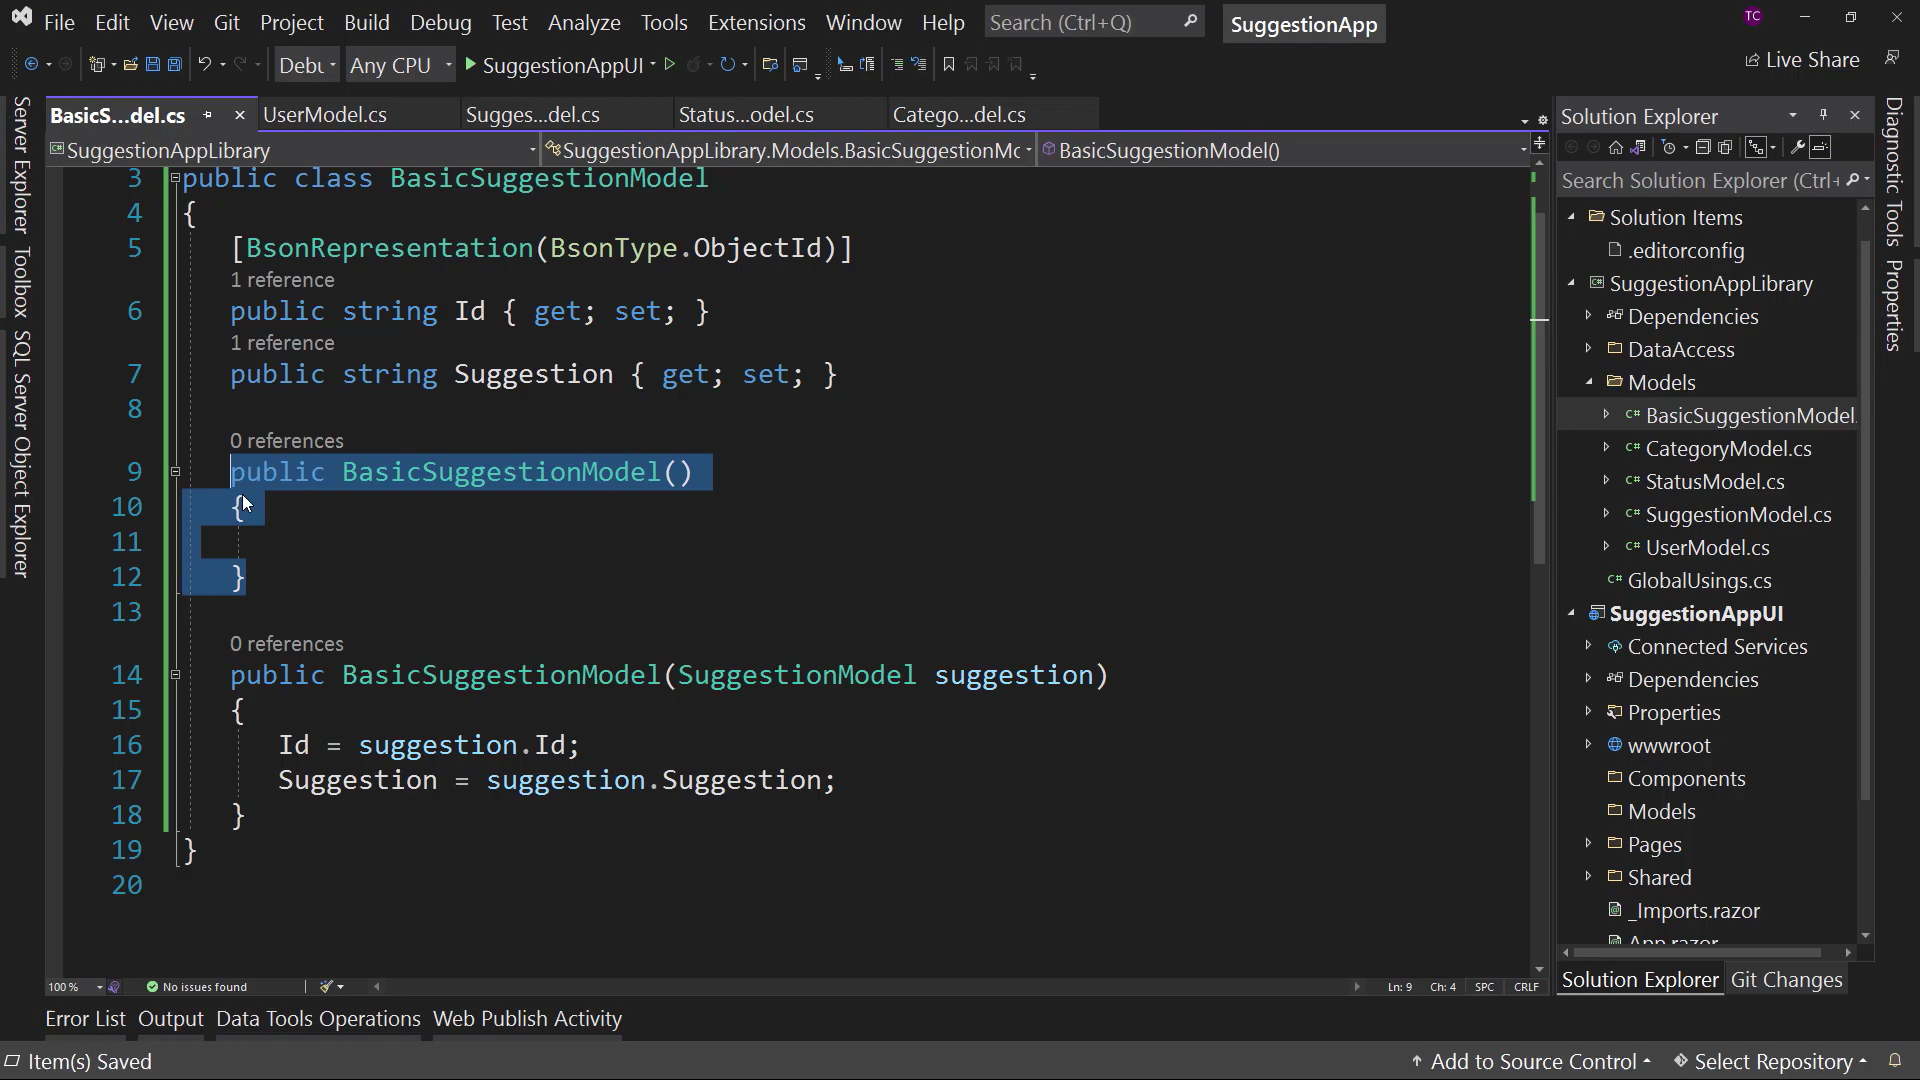 File Edit View Git Project Build Debug Test Analyze Tools Extensions Window Help Search (Ctrl+Q) SuggestionApp TC
Debu Any CPU SuggestionAppUI Live Share
BasicS...del.cs UserModel.cs Sugges...del.cs Status...odel.cs Catego...del.cs
SuggestionAppLibrary SuggestionAppLibrary.Models.BasicSuggestionMc BasicSuggestionModel()
3 public class BasicSuggestionModel
4 {
5 [BsonRepresentation(BsonType.ObjectId)]
1 reference
6 public string Id { get; set; }
1 reference
7 public string Suggestion { get; set; }
8
0 references
9 public BasicSuggestionModel()
10 {
11
12 }
13
0 references
14 public BasicSuggestionModel(SuggestionModel suggestion)
15 {
16 Id = suggestion.Id;
17 Suggestion = suggestion.Suggestion;
18 }
19 }
20
100 % No issues found Ln: 9 Ch: 4 SPC CRLF
Error List Output Data Tools Operations Web Publish Activity
Item(s) Saved Add to Source Control Select Repository
Server Explorer
Toolbox
SQL Server Object Explorer
Solution Explorer
Search Solution Explorer (Ctrl+
Solution Items
.editorconfig
SuggestionAppLibrary
Dependencies
DataAccess
Models
BasicSuggestionModel.
CategoryModel.cs
StatusModel.cs
SuggestionModel.cs
UserModel.cs
GlobalUsings.cs
SuggestionAppUI
Connected Services
Dependencies
Properties
wwwroot
Components
Models
Pages
Shared
_Imports.razor
App.razor
Solution Explorer Git Changes
Diagnostic Tools
Properties